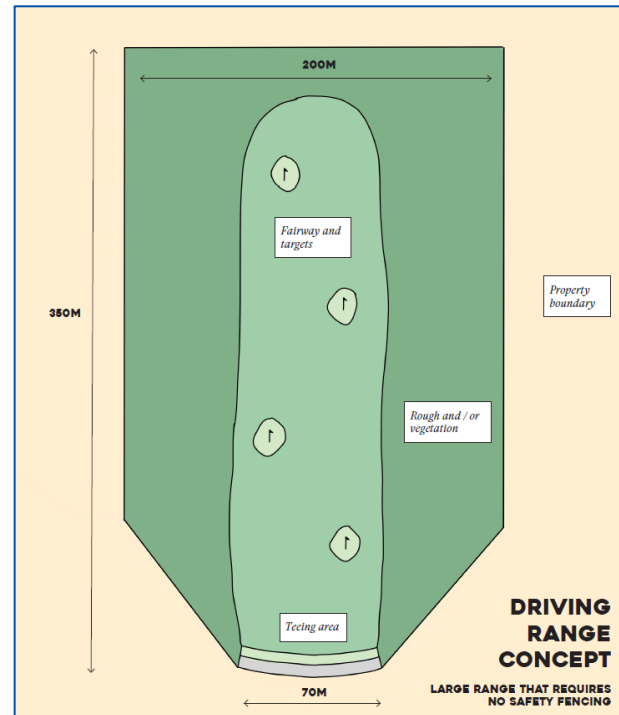 200M
Fairway and
targets
350M
Property
boundary
Rough and / or
vegetation
Teeing area
70M
DRIVING
RANGE
CONCEPT
LARGE RANGE THAT REQUIRES
NO SAFETY FENCING